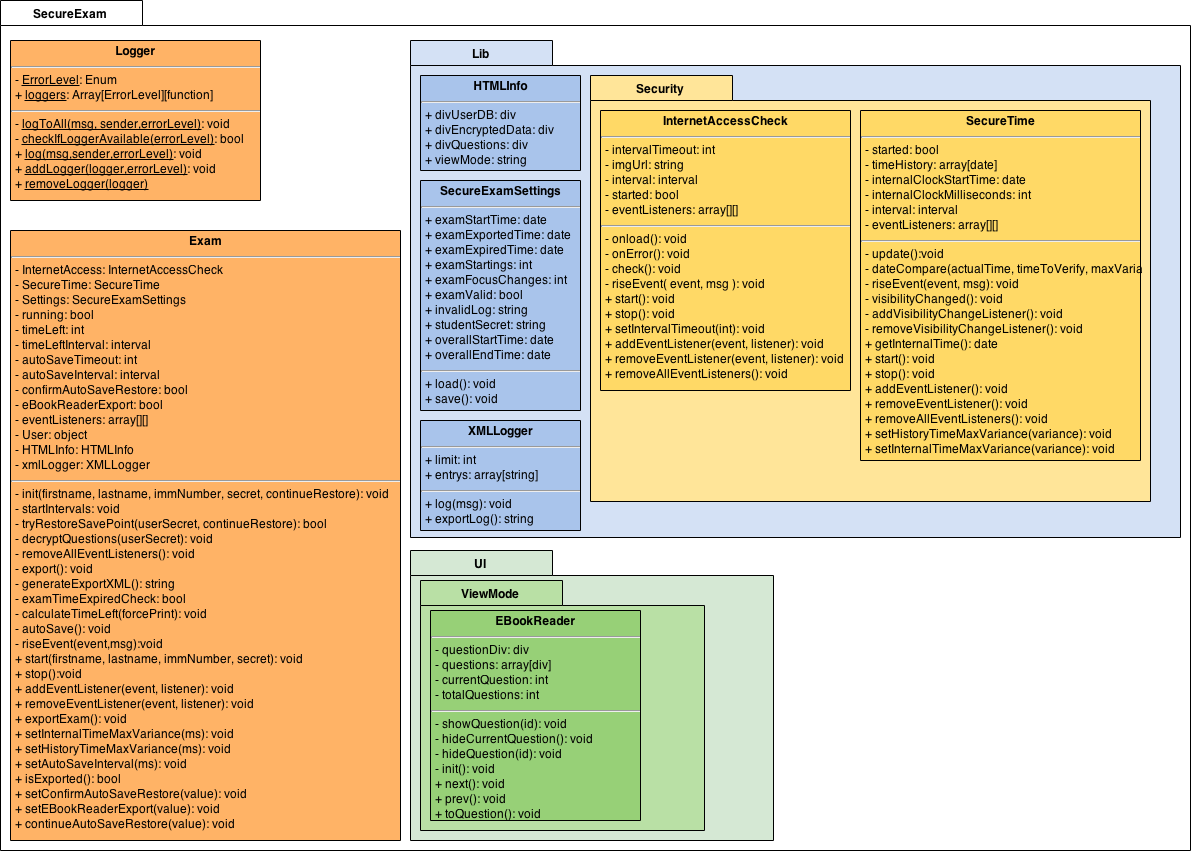 SecureExam
Logger
- ErrorLevel: Enum
+ loggers: Array[ErrorLevel][function]
- logToAll(msg, sender,errorLevel): void
- checkIfLoggerAvailable(errorLevel): bool
+ log(msg,sender,errorLevel): void
+ addLogger(logger,errorLevel): void
+ removeLogger(logger)
Exam
- InternetAccess: InternetAccessCheck
- SecureTime: SecureTime
- Settings: SecureExamSettings
- running: bool
- timeLeft: int
- timeLeftInterval: interval
- autoSaveTimeout: int
- autoSaveInterval: interval
- confirmAutoSaveRestore: bool
- eBookReaderExport: bool
- eventListeners: array[][]
- User: object
- HTMLInfo: HTMLInfo
- xmlLogger: XMLLogger
- init(firstname, lastname, immNumber, secret, continueRestore): void
- startIntervals: void
- tryRestoreSavePoint(userSecret, continueRestore): bool
- decryptQuestions(userSecret): void
- removeAllEventListeners(): void
- export(): void
- generateExportXML(): string
- examTimeExpiredCheck: bool
- calculateTimeLeft(forcePrint): void
- autoSave(): void
- riseEvent(event,msg):void
+ start(firstname, lastname, immNumber, secret): void
+ stop():void
+ addEventListener(event, listener): void
+ removeEventListener(event, listener): void
+ exportExam(): void
+ setInternalTimeMaxVariance(ms): void
+ setHistoryTimeMaxVariance(ms): void
+ setAutoSaveInterval(ms): void
+ isExported(): bool
+ setConfirmAutoSaveRestore(value): void
+ setEBookReaderExport(value): void
+ continueAutoSaveRestore(value): void
Lib
HTMLInfo
+ divUserDB: div
+ divEncryptedData: div
+ divQuestions: div
+ viewMode: string
SecureExamSettings
+ examStartTime: date
+ examExportedTime: date
+ examExpiredTime: date
+ examStartings: int
+ examFocusChanges: int
+ examValid: bool
+ invalidLog: string
+ studentSecret: string
+ overallStartTime: date
+ overallEndTime: date
+ load(): void
+ save(): void
XMLLogger
+ limit: int
+ entrys: array[string]
+ log(msg): void
+ exportLog(): string
Security
InternetAccessCheck
- intervalTimeout: int
- imgUrl: string
- interval: interval
- started: bool
- eventListeners: array[][]
- onload(): void
- onError(): void
- check(): void
- riseEvent( event, msg ): void
+ start(): void
+ stop(): void
+ setIntervalTimeout(int): void
+ addEventListener(event, listener): void
+ removeEventListener(event, listener): void
+ removeAllEventListeners(): void
SecureTime
- started: bool
- timeHistory: array[date]
- internalClockStartTime: date
- internalClockMilliseconds: int
- interval: interval
- eventListeners: array[][]
- update():void
- dateCompare(actualTime, timeToVerify, maxVaria
- riseEvent(event, msg): void
- visibilityChanged(): void
- addVisibilityChangeListener(): void
- removeVisibilityChangeListener(): void
+ getInternalTime(): date
+ start(): void
+ stop(): void
+ addEventListener(): void
+ removeEventListener(): void
+ removeAllEventListeners(): void
+ setHistoryTimeMaxVariance(variance): void
+ setInternalTimeMaxVariance(variance): void
UI
ViewMode
EBookReader
- questionDiv: div
- questions: array[div]
- currentQuestion: int
- totalQuestions: int
- showQuestion(id): void
- hideCurrentQuestion(): void
- hideQuestion(id): void
- init(): void
+ next(): void
+ prev(): void
+ toQuestion(): void